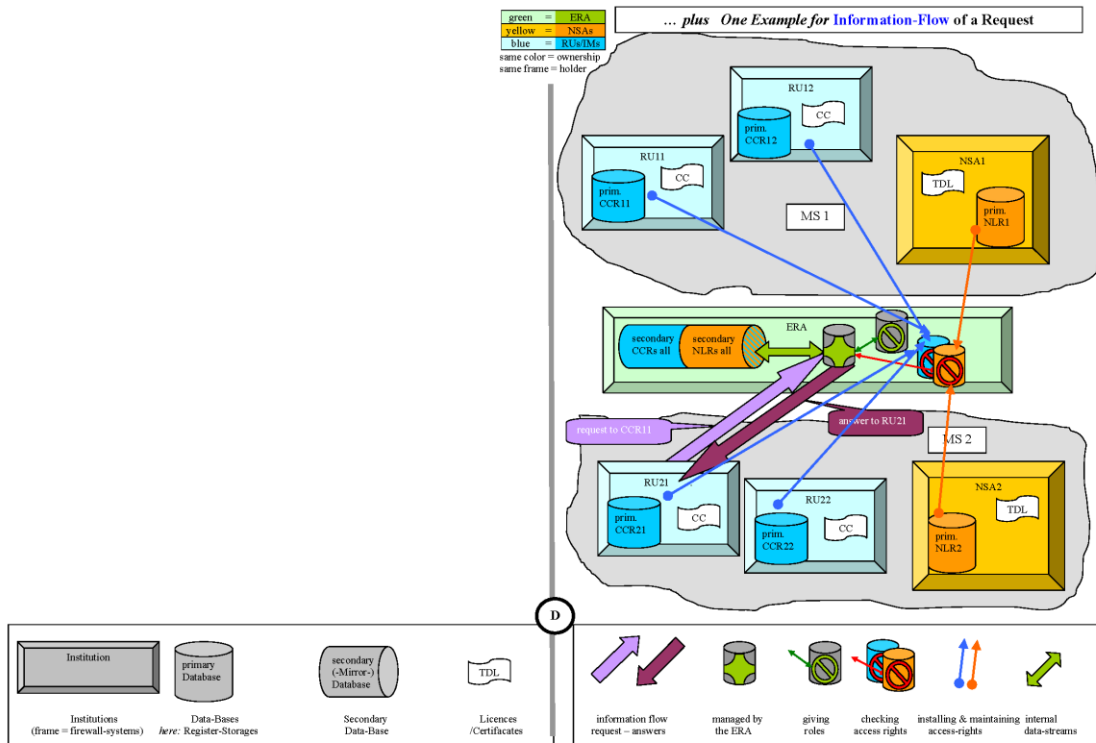 green = ERA
yellow = NSAs
blue = RUs/IMs
same color = ownership
same frame = holder
... plus One Example for Information-Flow of a Request
RU12
CC
prim.
CCR12
RU11
CC
prim.
CCR11
NSA1
TDL
prim.
NLR1
MS 1
ERA
secondary
CCRs all
secondary
NLRs all
request to CCR11
answer to RU21
MS 2
RU21
prim.
CCR21
CC
RU22
prim.
CCR22
CC
NSA2
TDL
prim.
NLR2
D
Institution
primary
Database
secondary
(-Mirror-)
Database
TDL
Institutions
(frame = firewall-systems)
Data-Bases
here: Register-Storages
Secondary
Data-Base
Licences
/Certifacates
information flow
request – answers
managed by
the ERA
giving
roles
checking
access rights
installing & maintaining
access-rights
internal
data-streams